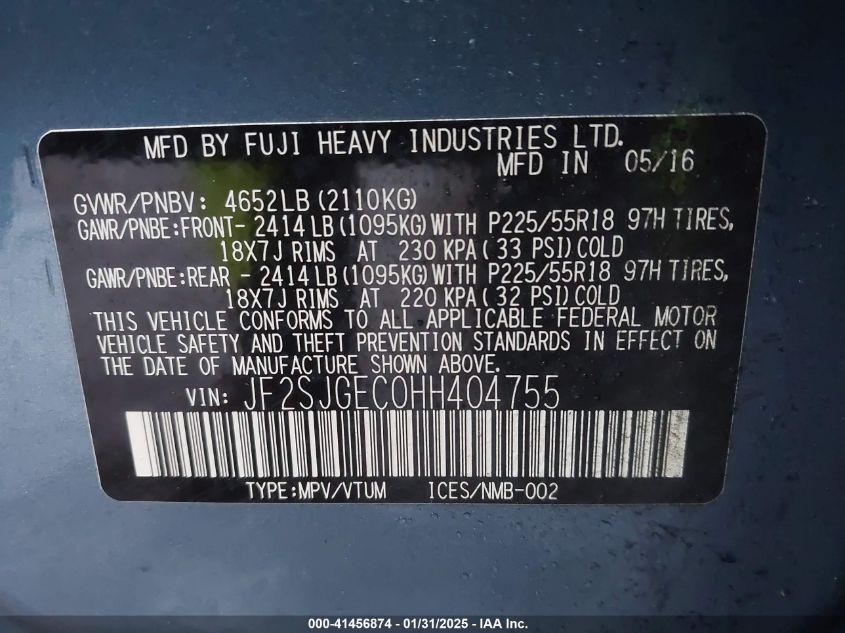 MFD BY FUJI HEAVY INDUSTRIES LTD.
MFD IN 05/16
GVWR/PNBV: 4652LB (2110KG)
GAWR/PNBE:FRONT- 2414LB (1095KG)WITH P225/55R18 97H TIRES,
18X7J RIMS AT 230 KPA( 33 PSI)COLD
GAWR/PNBE:REAR - 2414LB (1095KG)WITH P225/55R18 97H TIRES,
18X7J RIMS AT 220 KPA( 32 PSI)COLD
THIS VEHICLE CONFORMS TO ALL APPLICABLE FEDERAL MOTOR
VEHICLE SAFETY AND THEFT PREVENTION STANDARDS IN EFFECT ON
THE DATE OF MANUFACTURE SHOWN ABOVE.
VIN: JF2SJGEC0HH404755
TYPE:MPV/VTUM ICES/NMB-002
000-41456874 - 01/31/2025 - IAA Inc.